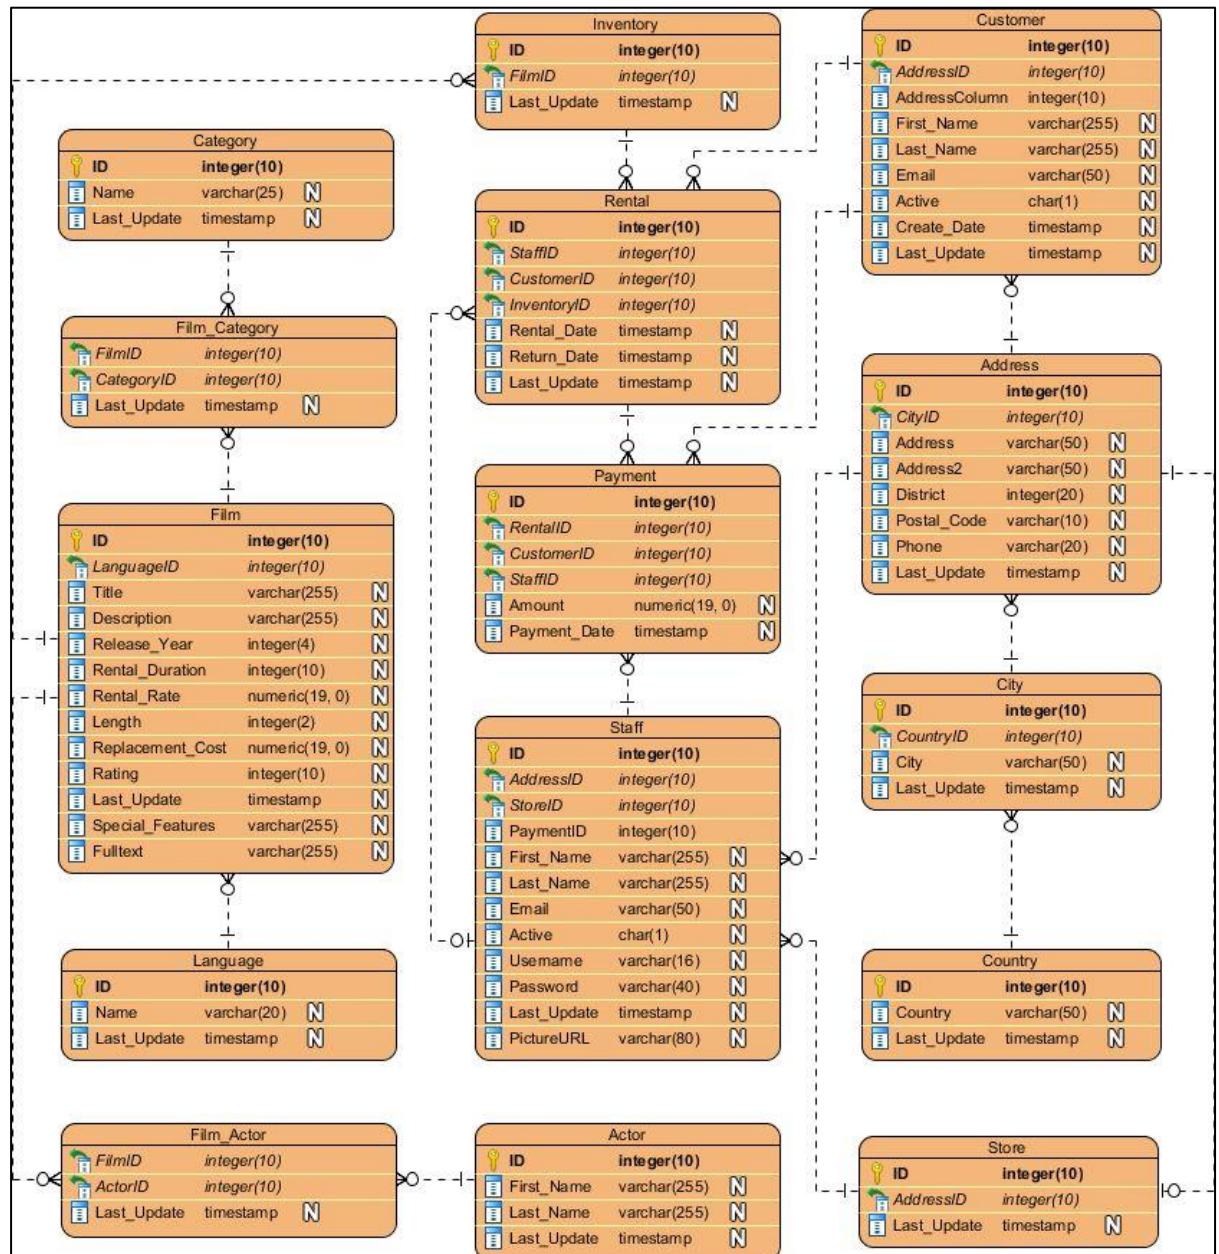 Inventory
ID integer(10)
FilmID integer(10)
Last_Update timestamp N
Customer
ID integer(10)
AddressID integer(10)
AddressColumn integer(10)
First_Name varchar(255) N
Last_Name varchar(255) N
Email varchar(50) N
Active char(1) N
Create_Date timestamp N
Last_Update timestamp N
Category
ID integer(10)
Name varchar(25) N
Last_Update timestamp N
Rental
ID integer(10)
StaffID integer(10)
CustomerID integer(10)
InventoryID integer(10)
Rental_Date timestamp N
Return_Date timestamp N
Last_Update timestamp N
Film_Category
FilmID integer(10)
CategoryID integer(10)
Last_Update timestamp N
Address
ID integer(10)
CityID integer(10)
Address varchar(50) N
Address2 varchar(50) N
District integer(20) N
Postal_Code varchar(10) N
Phone varchar(20) N
Last_Update timestamp N
Payment
ID integer(10)
RentalID integer(10)
CustomerID integer(10)
StaffID integer(10)
Amount numeric(19, 0) N
Payment_Date timestamp N
Film
ID integer(10)
LanguageID integer(10)
Title varchar(255) N
Description varchar(255) N
Release_Year integer(4) N
Rental_Duration integer(10) N
Rental_Rate numeric(19, 0) N
Length integer(2) N
Replacement_Cost numeric(19, 0) N
Rating integer(10) N
Last_Update timestamp N
Special_Features varchar(255) N
Fulltext varchar(255) N
City
ID integer(10)
CountryID integer(10)
City varchar(50) N
Last_Update timestamp N
Staff
ID integer(10)
AddressID integer(10)
StoreID integer(10)
PaymentID integer(10)
First_Name varchar(255) N
Last_Name varchar(255) N
Email varchar(50) N
Active char(1) N
Username varchar(16) N
Password varchar(40) N
Last_Update timestamp N
PictureURL varchar(80) N
Language
ID integer(10)
Name varchar(20) N
Last_Update timestamp N
Country
ID integer(10)
Country varchar(50) N
Last_Update timestamp N
Film_Actor
FilmID integer(10)
ActorID integer(10)
Last_Update timestamp N
Actor
ID integer(10)
First_Name varchar(255) N
Last_Name varchar(255) N
Last_Update timestamp N
Store
ID integer(10)
AddressID integer(10)
Last_Update timestamp N